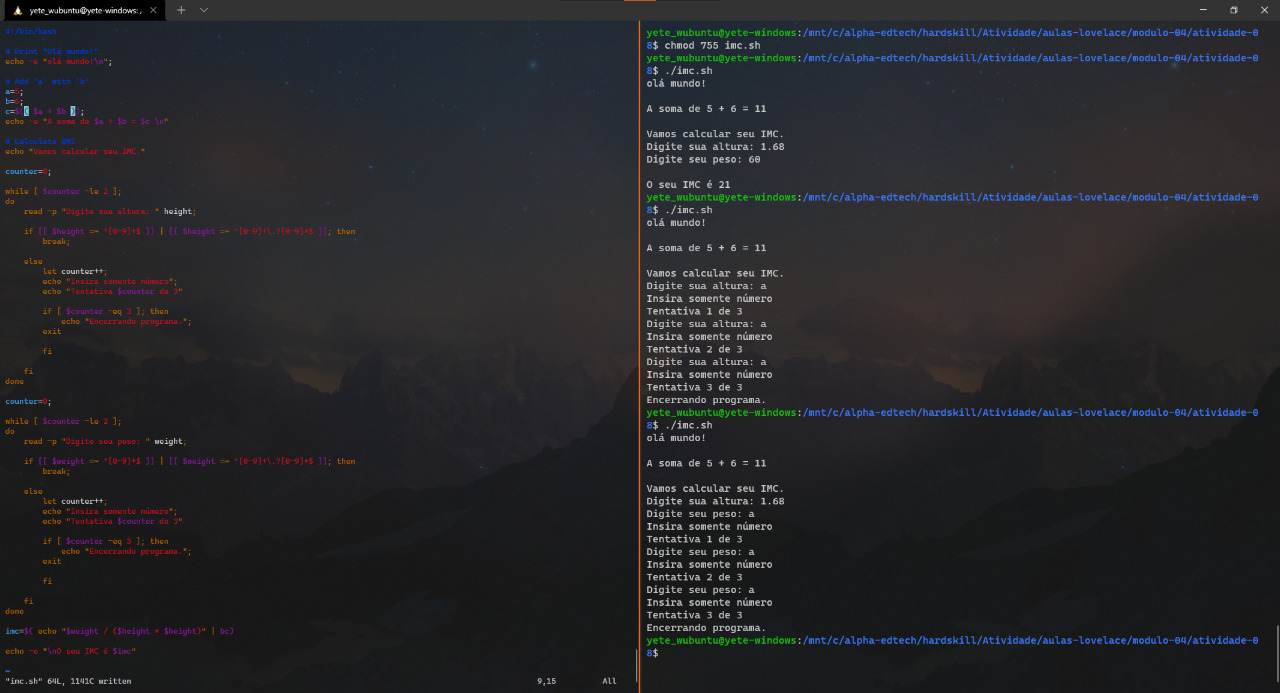 yete_wubuntu@yete-windows: /
#!/bin/bash
# Print "Olá mundo!"
echo -e "olá mundo!\n";
# Add 'a' with 'b'
a=5;
b=6;
c=$(( $a + $b ));
echo -e "A soma de $a + $b = $c \n"
# Calculate BMI
echo "Vamos calcular seu IMC."
counter=0;
while [ $counter -le 2 ];
do
read -p "Digite sua altura: " height;
if [[ $height =~ ^[0-9]+$ ]] | [[ $height =~ ^[0-9]+\.?[0-9]+$ ]]; then
break;
else
let counter++;
echo "Insira somente número";
echo "Tentativa $counter de 3"
if [ $counter -eq 3 ]; then
echo "Encerrando programa.";
exit
fi
fi
done
counter=0;
while [ $counter -le 2 ];
do
read -p "Digite seu peso: " weight;
if [[ $weight =~ ^[0-9]+$ ]] | [[ $weight =~ ^[0-9]+\.?[0-9]+$ ]]; then
break;
else
let counter++;
echo "Insira somente número";
echo "Tentativa $counter de 3"
if [ $counter -eq 3 ]; then
echo "Encerrando programa.";
exit
fi
fi
done
imc=$( echo "$weight / ($height * $height)" | bc)
echo -e "\nO seu IMC é $imc"
~
"imc.sh" 64L, 1141C written 9,15 All
yete_wubuntu@yete-windows:/mnt/c/alpha-edtech/hardskill/Atividade/aulas-lovelace/modulo-04/atividade-0
8$ chmod 755 imc.sh
yete_wubuntu@yete-windows:/mnt/c/alpha-edtech/hardskill/Atividade/aulas-lovelace/modulo-04/atividade-0
8$ ./imc.sh
olá mundo!
A soma de 5 + 6 = 11
Vamos calcular seu IMC.
Digite sua altura: 1.68
Digite seu peso: 60
O seu IMC é 21
yete_wubuntu@yete-windows:/mnt/c/alpha-edtech/hardskill/Atividade/aulas-lovelace/modulo-04/atividade-0
8$ ./imc.sh
olá mundo!
A soma de 5 + 6 = 11
Vamos calcular seu IMC.
Digite sua altura: a
Insira somente número
Tentativa 1 de 3
Digite sua altura: a
Insira somente número
Tentativa 2 de 3
Digite sua altura: a
Insira somente número
Tentativa 3 de 3
Encerrando programa.
yete_wubuntu@yete-windows:/mnt/c/alpha-edtech/hardskill/Atividade/aulas-lovelace/modulo-04/atividade-0
8$ ./imc.sh
olá mundo!
A soma de 5 + 6 = 11
Vamos calcular seu IMC.
Digite sua altura: 1.68
Digite seu peso: a
Insira somente número
Tentativa 1 de 3
Digite seu peso: a
Insira somente número
Tentativa 2 de 3
Digite seu peso: a
Insira somente número
Tentativa 3 de 3
Encerrando programa.
yete_wubuntu@yete-windows:/mnt/c/alpha-edtech/hardskill/Atividade/aulas-lovelace/modulo-04/atividade-0
8$